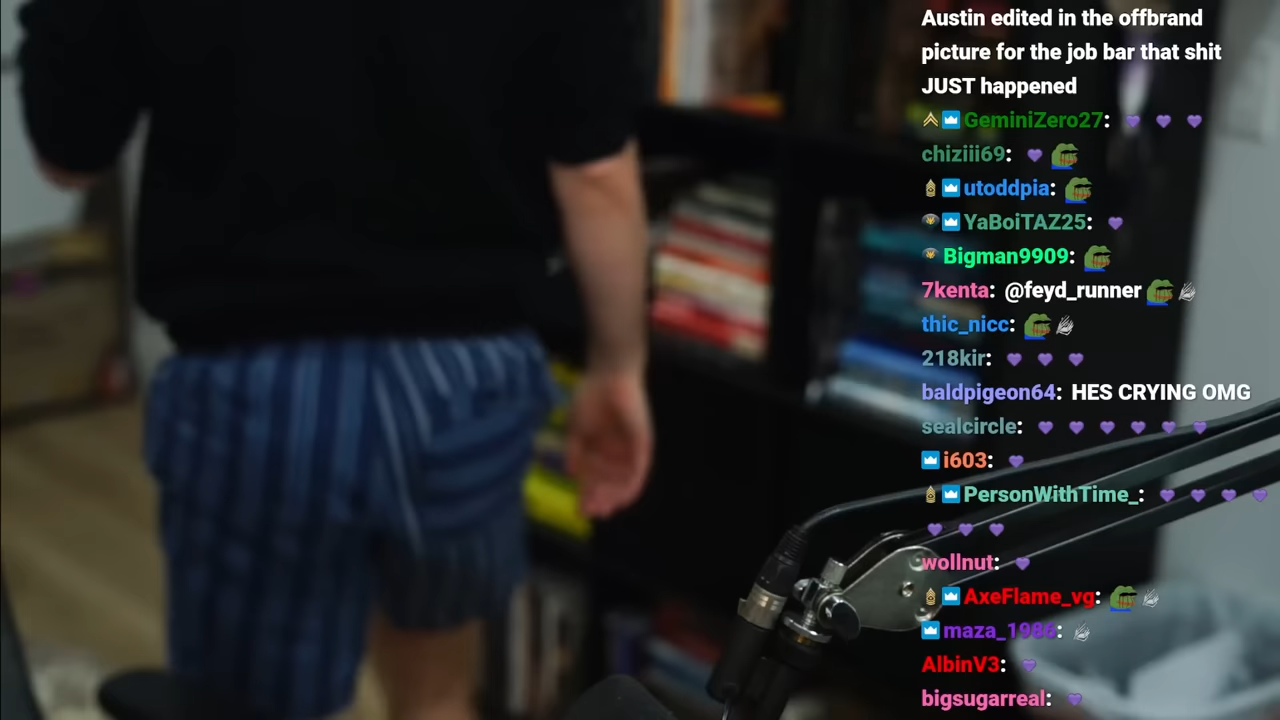 Austin edited in the offbrand
picture for the job bar that shit
JUST happened
GeminiZero27:
chiziii69:
utoddpia:
YaBoiTAZ25:
Bigman9909:
7kenta: @feyd_runner
thic_nicc:
218kir:
baldpigeon64: HES CRYING OMG
sealcircle:
i603:
PersonWithTime_:
wollnut:
AxeFlame_vg:
maza_1986:
AlbinV3:
bigsugarreal: